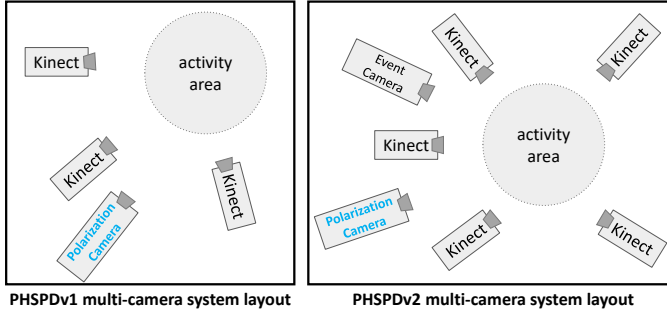 Kinect
activity
area
Kinect
Kinect
Polarization
Camera
PHSPDv1 multi-camera system layout
Kinect
Kinect
Event
Camera
Kinect
activity
area
Polarization
Camera
Kinect
Kinect
PHSPDv2 multi-camera system layout